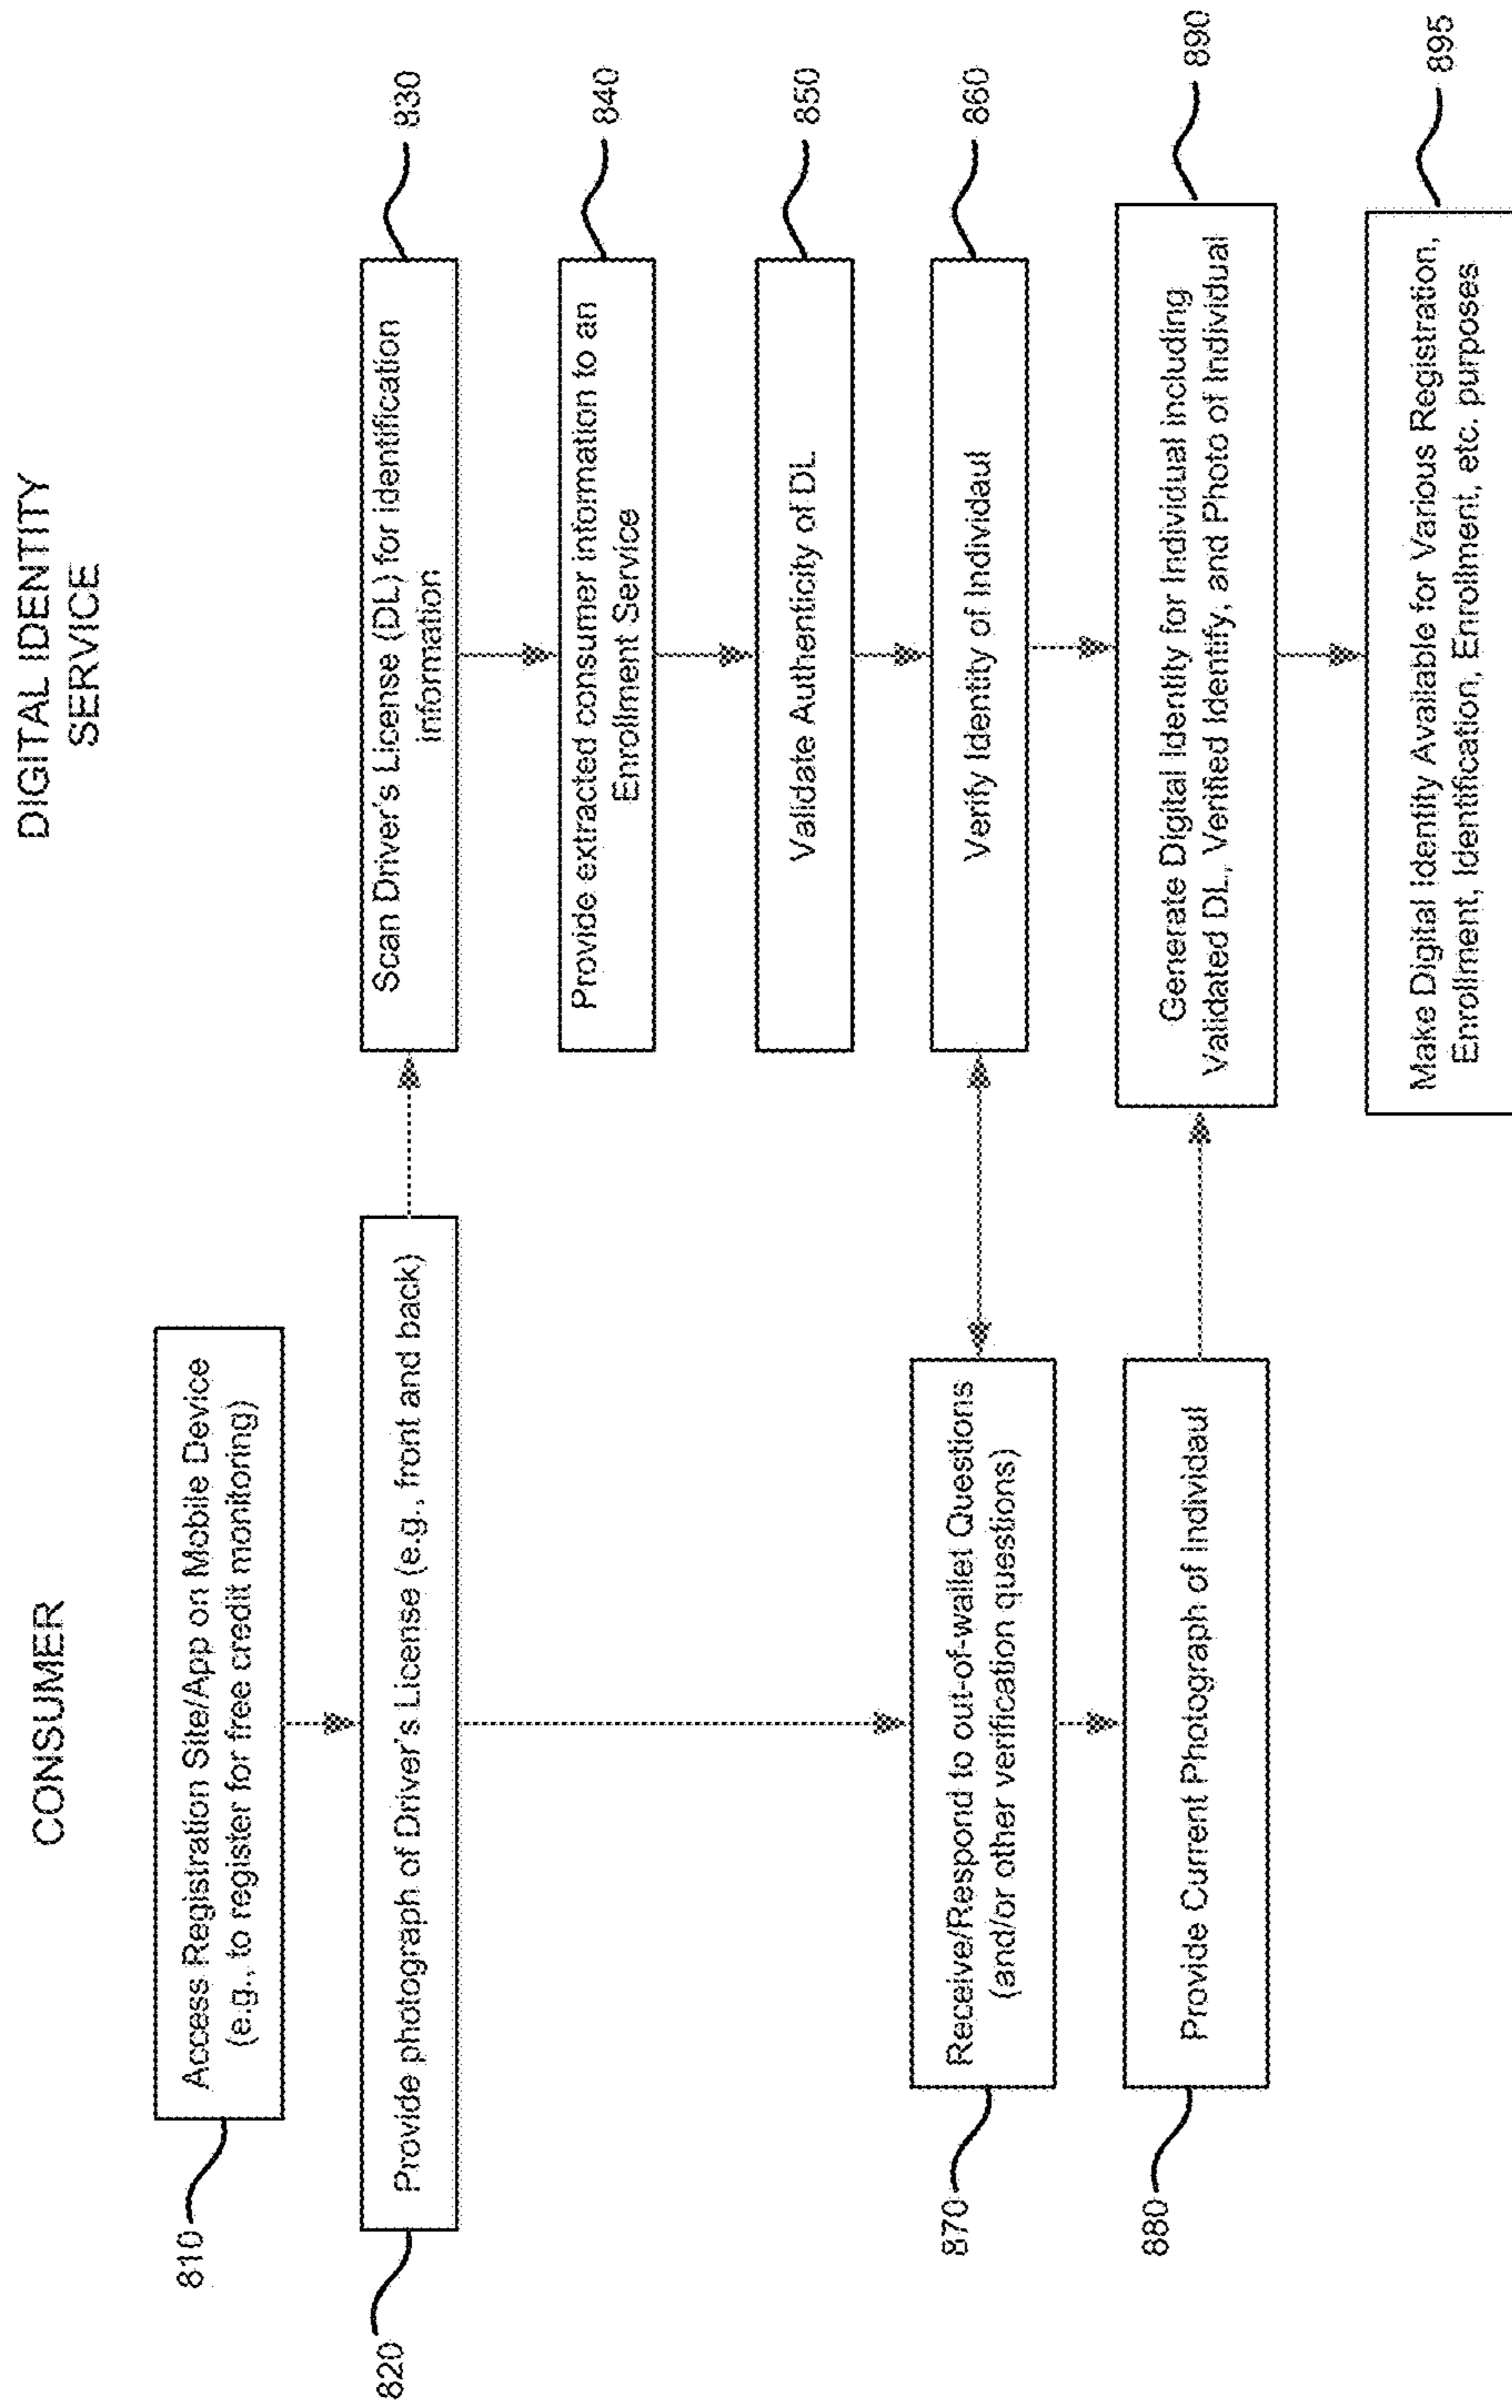 CONSUMER
DIGITAL IDENTITY
SERVICE
810
Access Registration Site/App on Mobile Device
(e.g., to register for free credit monitoring)
820
Provide photograph of Driver's License (e.g., front and back)
Scan Driver's License (DL) for identification
information
830
Provide extracted consumer information to an
Enrollment Service
840
Validate Authenticity of DL
850
Verify Identity of Individaul
860
870
Receive/Respond to out-of-wallet Questions
(and/or other verification questions)
880
Provide Current Photograph of Individaul
Generate Digital Identity for Individual including
Validated DL, Verified Identify, and Photo of Individual
890
Make Digital Identity Available for Various Registration,
Enrollment, Identification, Enrollment, etc. purposes
895